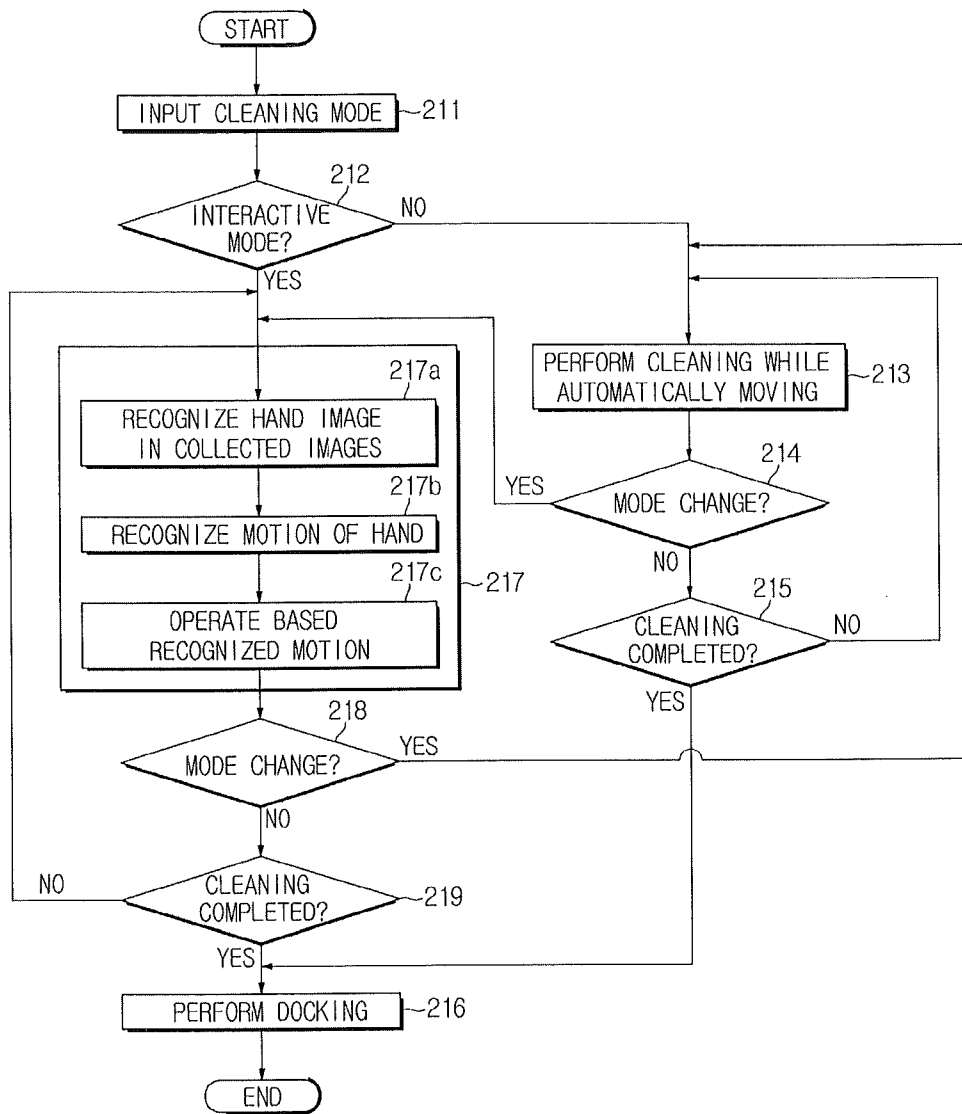 START
INPUT CLEANING MODE
211
212
INTERACTIVE
MODE?
NO
YES
217a
RECOGNIZE HAND IMAGE
IN COLLECTED IMAGES
217b
RECOGNIZE MOTION OF HAND
217c
OPERATE BASED
RECOGNIZED MOTION
217
PERFORM CLEANING WHILE
AUTOMATICALLY MOVING
213
214
MODE CHANGE?
YES
NO
215
CLEANING
COMPLETED?
NO
YES
218
MODE CHANGE?
YES
NO
CLEANING
COMPLETED?
219
NO
YES
PERFORM DOCKING
216
END